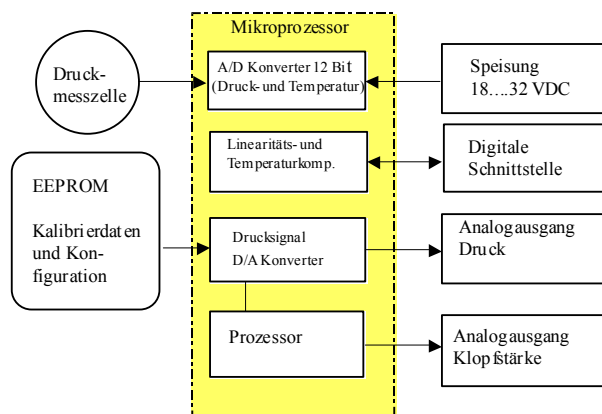 Mikroprozessor
Druck-
messzelle
A/D Konverter 12 Bit
(Druck- und Temperatur)
Speisung
18....32 VDC
Linearitäts- und
Temperaturkomp.
Digitale
Schnittstelle
EEPROM
Kalibrierdaten
und Kon-
figuration
Drucksignal
D/A Konverter
Analogausgang
Druck
Prozessor
Analogausgang
Klopfstärke